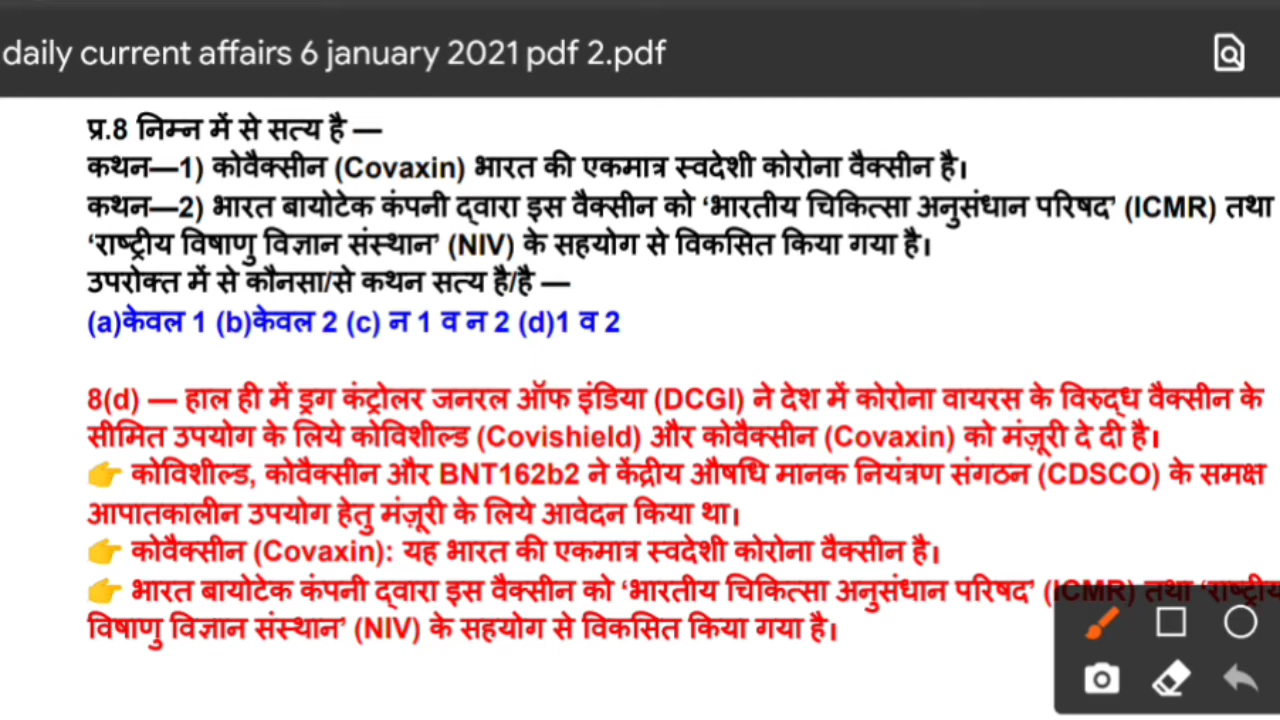 daily current affairs 6 january 2021 pdf 2.pdf
प्र.8 निम्न में से सत्य है —
कथन—1) कोवैक्सीन (Covaxin) भारत की एकमात्र स्वदेशी कोरोना वैक्सीन है।
कथन—2) भारत बायोटेक कंपनी द्वारा इस वैक्सीन को ‘भारतीय चिकित्सा अनुसंधान परिषद’ (ICMR) तथा
‘राष्ट्रीय विषाणु विज्ञान संस्थान’ (NIV) के सहयोग से विकसित किया गया है।
उपरोक्त में से कौनसा/से कथन सत्य है/है —
(a)केवल 1 (b)केवल 2 (c) न 1 व न 2 (d)1 व 2
8(d) — हाल ही में ड्रग कंट्रोलर जनरल ऑफ इंडिया (DCGI) ने देश में कोरोना वायरस के विरुद्ध वैक्सीन के
सीमित उपयोग के लिये कोविशील्ड (Covishield) और कोवैक्सीन (Covaxin) को मंज़ूरी दे दी है।
👉 कोविशील्ड, कोवैक्सीन और BNT162b2 ने केंद्रीय औषधि मानक नियंत्रण संगठन (CDSCO) के समक्ष
आपातकालीन उपयोग हेतु मंज़ूरी के लिये आवेदन किया था।
👉 कोवैक्सीन (Covaxin): यह भारत की एकमात्र स्वदेशी कोरोना वैक्सीन है।
👉 भारत बायोटेक कंपनी द्वारा इस वैक्सीन को ‘भारतीय चिकित्सा अनुसंधान परिषद’ (ICMR) तथा ‘राष्ट्रीय
विषाणु विज्ञान संस्थान’ (NIV) के सहयोग से विकसित किया गया है।